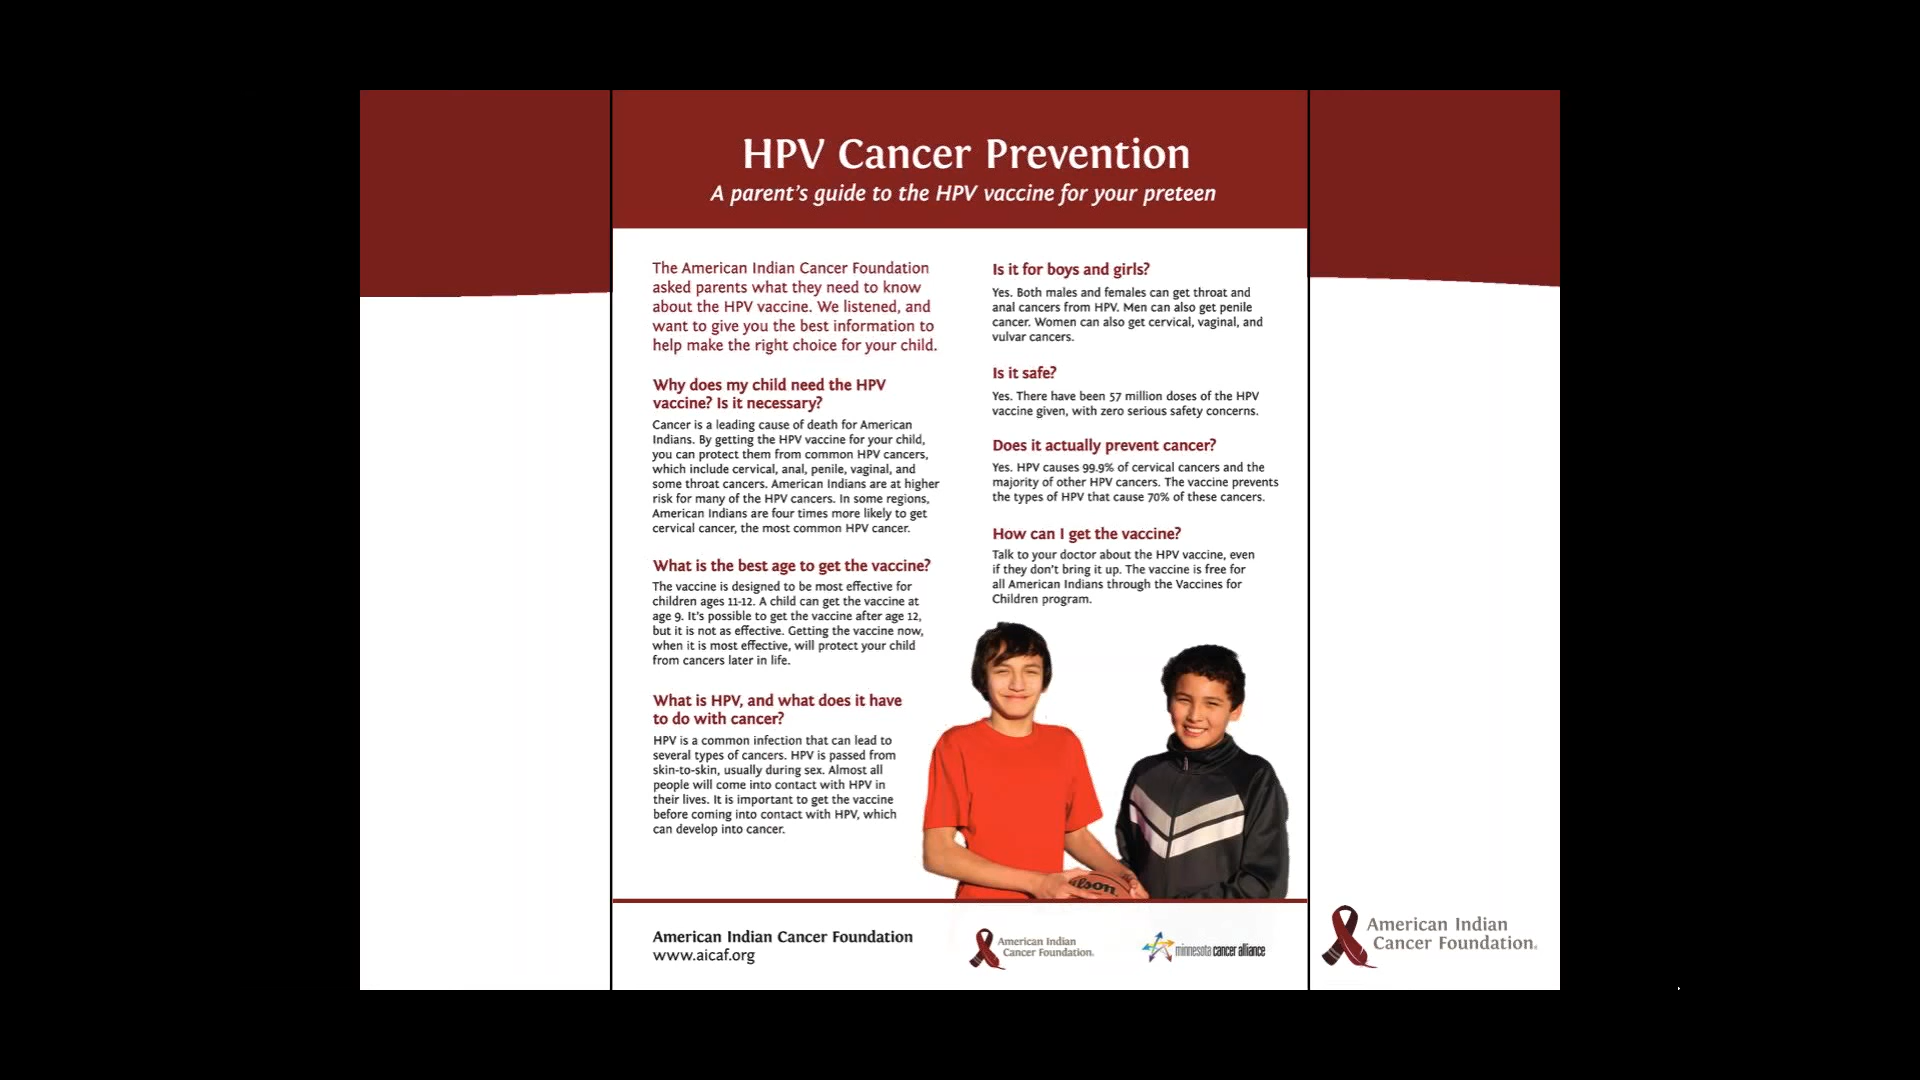 HPV Cancer Prevention
A parent's guide to the HPV vaccine for your preteen
The American Indian Cancer Foundation
asked parents what they need to know
about the HPV vaccine. We listened, and
want to give you the best information to
help make the right choice for your child.
Why does my child need the HPV
vaccine? Is it necessary?
Cancer is a leading cause of death for American
Indians. By getting the HPV vaccine for your child,
you can protect them from common HPV cancers,
which include cervical, anal, penile, vaginal, and
some throat cancers. American Indians are at higher
risk for many of the HPV cancers. In some regions,
American Indians are four times more likely to get
cervical cancer, the most common HPV cancer.
What is the best age to get the vaccine?
The vaccine is designed to be most effective for
children ages 11-12. A child can get the vaccine at
age 9. It's possible to get the vaccine after age 12,
but it is not as effective. Getting the vaccine now,
when it is most effective, will protect your child
from cancers later in life.
What is HPV, and what does it have
to do with cancer?
HPV is a common infection that can lead to
several types of cancers. HPV is passed from
skin-to-skin, usually during sex. Almost all
people will come into contact with HPV in
their lives. It is important to get the vaccine
before coming into contact with HPV, which
can develop into cancer.
Is it for boys and girls?
Yes. Both males and females can get throat and
anal cancers from HPV. Men can also get penile
cancer. Women can also get cervical, vaginal, and
vulvar cancers.
Is it safe?
Yes. There have been 57 million doses of the HPV
vaccine given, with zero serious safety concerns.
Does it actually prevent cancer?
Yes. HPV causes 99.9% of cervical cancers and the
majority of other HPV cancers. The vaccine prevents
the types of HPV that cause 70% of these cancers.
How can I get the vaccine?
Talk to your doctor about the HPV vaccine, even
if they don't bring it up. The vaccine is free for
all American Indians through the Vaccines for
Children program.
American Indian Cancer Foundation
www.aicaf.org
American Indian
Cancer Foundation.
minnesota cancer alliance
American Indian
Cancer Foundation.